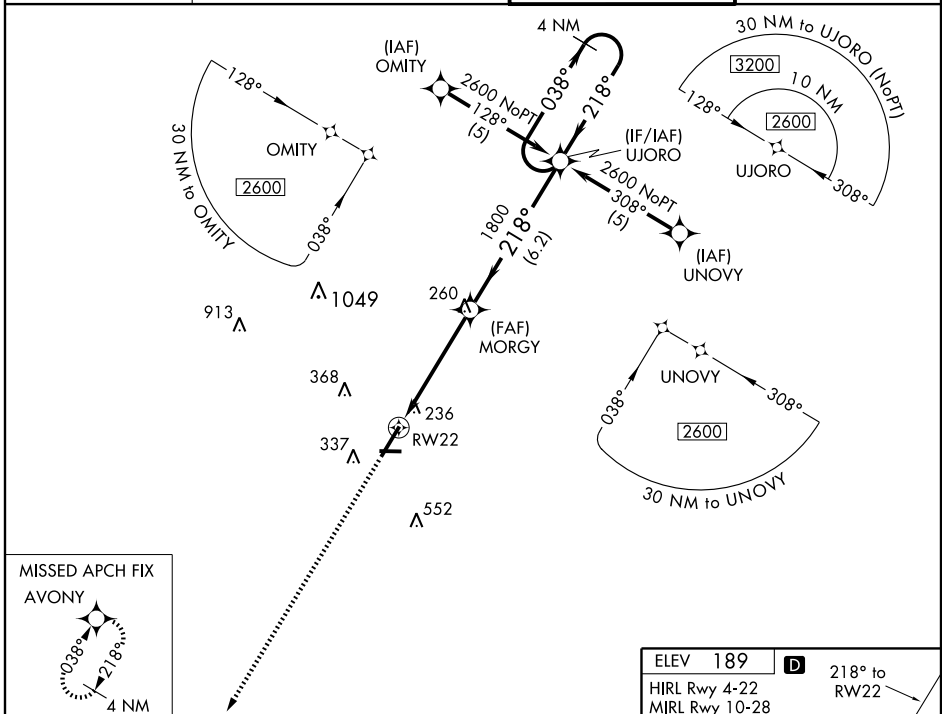 4 NM
(IAF)
OMITY
2600 NoPT
128°
(5)
038°
218°
(IF/IAF)
UJORO
2600 NoPT
308°
(5)
(IAF)
UNOVY
30 NM to UJORO (NoPT)
3200
10 NM
2600
128°
UJORO
308°
128°
OMITY
2600
038°
30 NM to OMITY
1800
218°
(6.2)
1049
913
260
(FAF)
MORGY
368
236
RW22
337
552
UNOVY
308°
038°
2600
30 NM to UNOVY
MISSED APCH FIX
AVONY
038°
218°
4 NM
ELEV 189 D
HIRL Rwy 4-22
MIRL Rwy 10-28
218° to
RW22